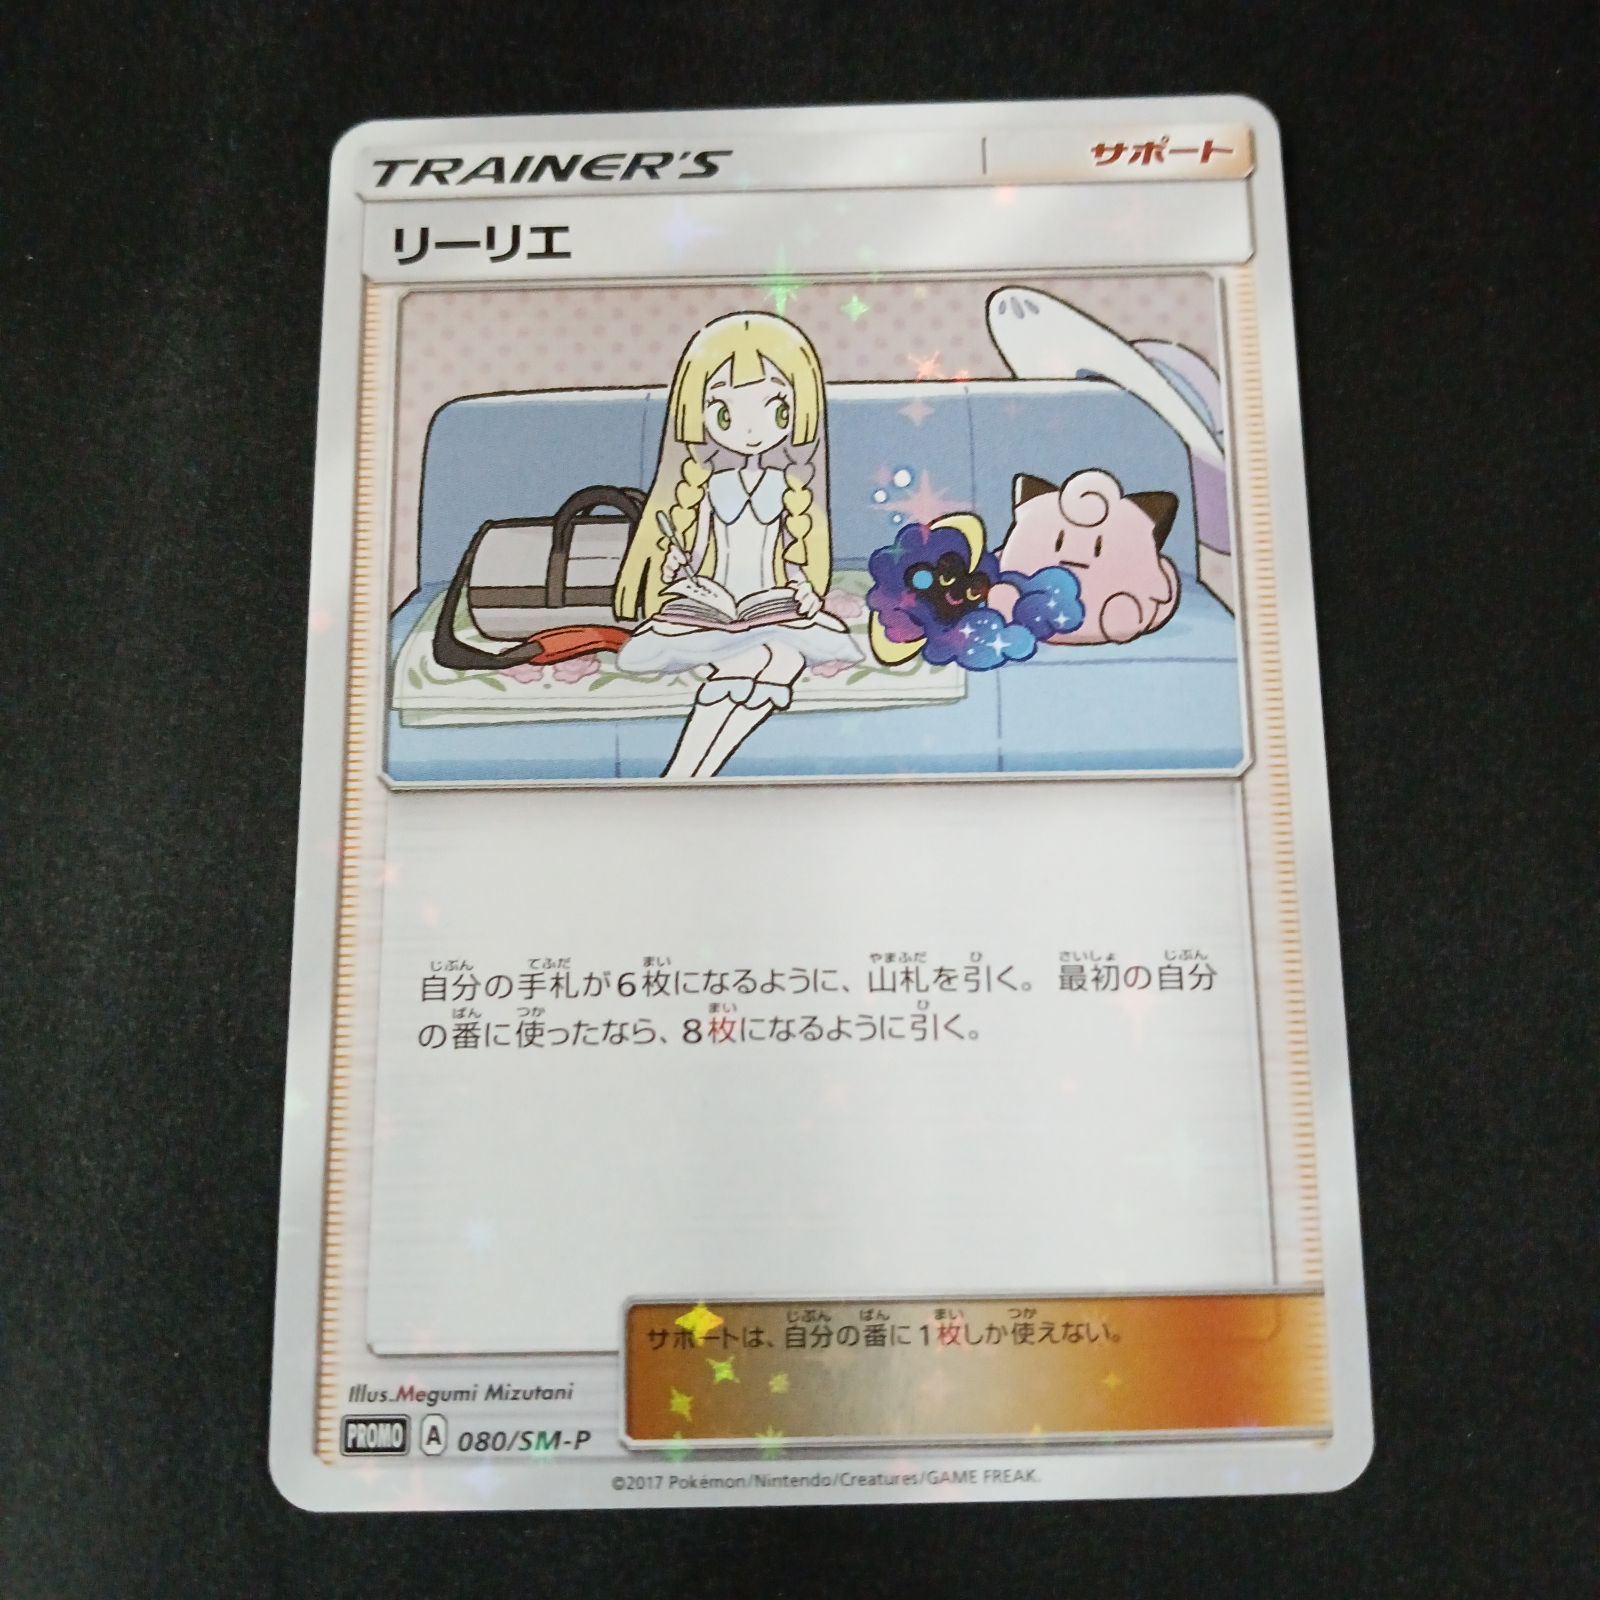 TRAINER'S
サポート
リーリエ
自分の手札が6枚になるように、山札を引く。 最初の自分
の番に使ったなら、8枚になるように引く。
サポートは、自分の番に1枚しか使えない。
Illus. Megumi Mizutani
PROMO A 080/SM-P
©2017 Pokémon/Nintendo/Creatures/GAME FREAK.